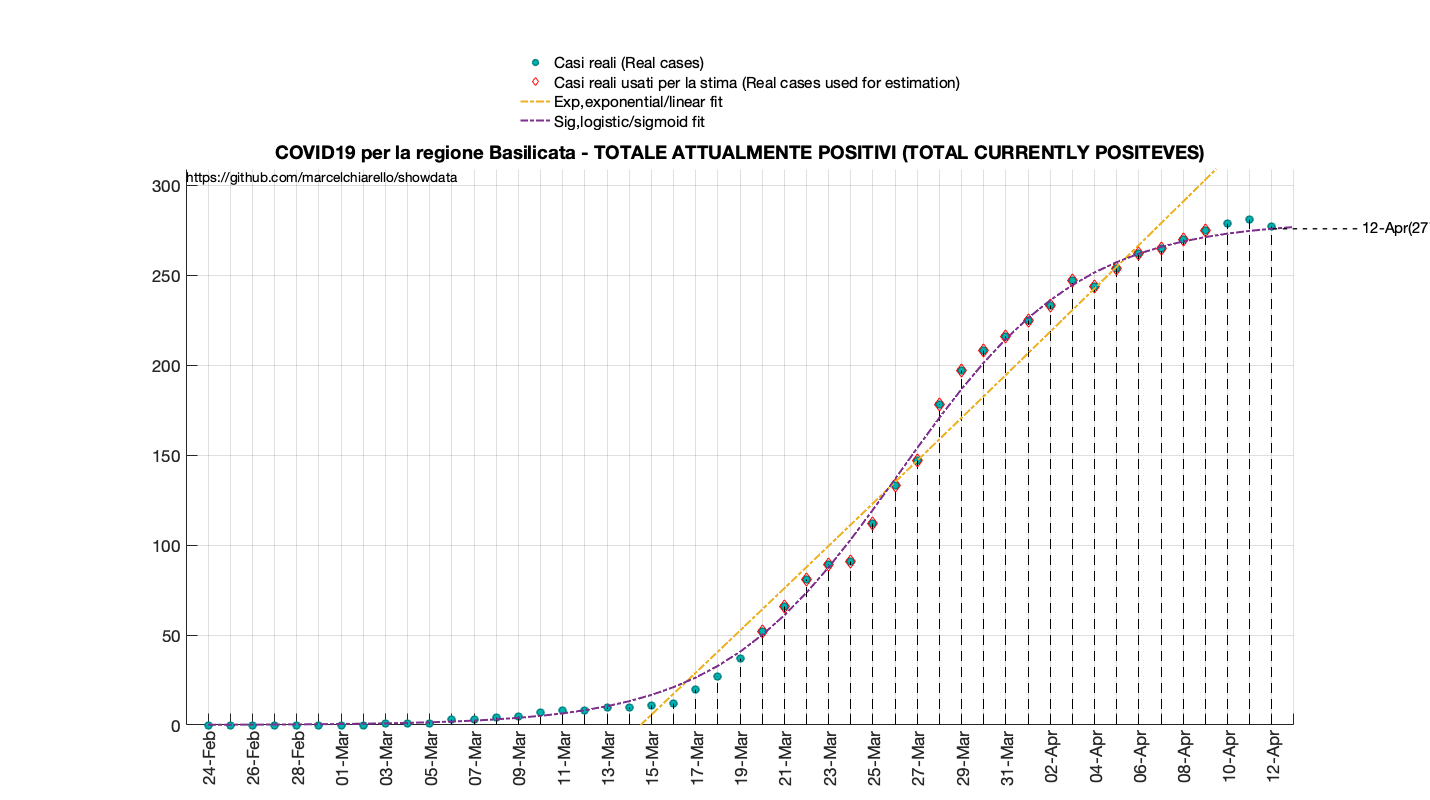 Casi reali (Real cases)
Casi reali usati per la stima (Real cases used for estimation)
Exp,exponential/linear fit
Sig,logistic/sigmoid fit
COVID19 per la regione Basilicata - TOTALE ATTUALMENTE POSITIVI (TOTAL CURRENTLY POSITEVES)
https://github.com/marcelchiarello/showdata
300
250
200
150
100
50
0
12-Apr(27
24-Feb
26-Feb
28-Feb
01-Mar
03-Mar
05-Mar
07-Mar
09-Mar
11-Mar
13-Mar
15-Mar
17-Mar
19-Mar
21-Mar
23-Mar
25-Mar
27-Mar
29-Mar
31-Mar
02-Apr
04-Apr
06-Apr
08-Apr
10-Apr
12-Apr